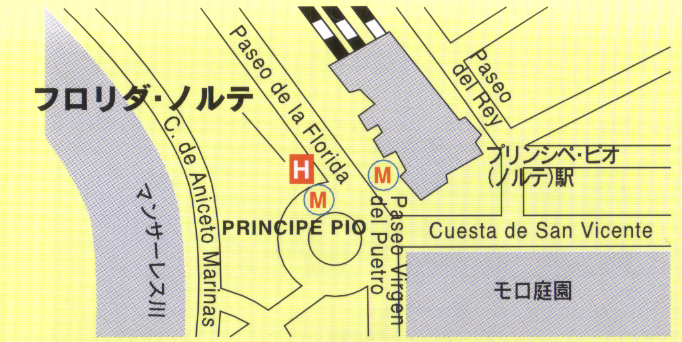 フロリダ・ノルテ
Paseo de la Florida
Paseo
del Rey
C. de Aniceto Marinas
H
M
M
プリンシペ・ピオ
(ノルテ)駅
マンサーレス川
PRINCIPE PIO
Paseo Virgen
del Puetro
Cuesta de San Vicente
モロ庭園